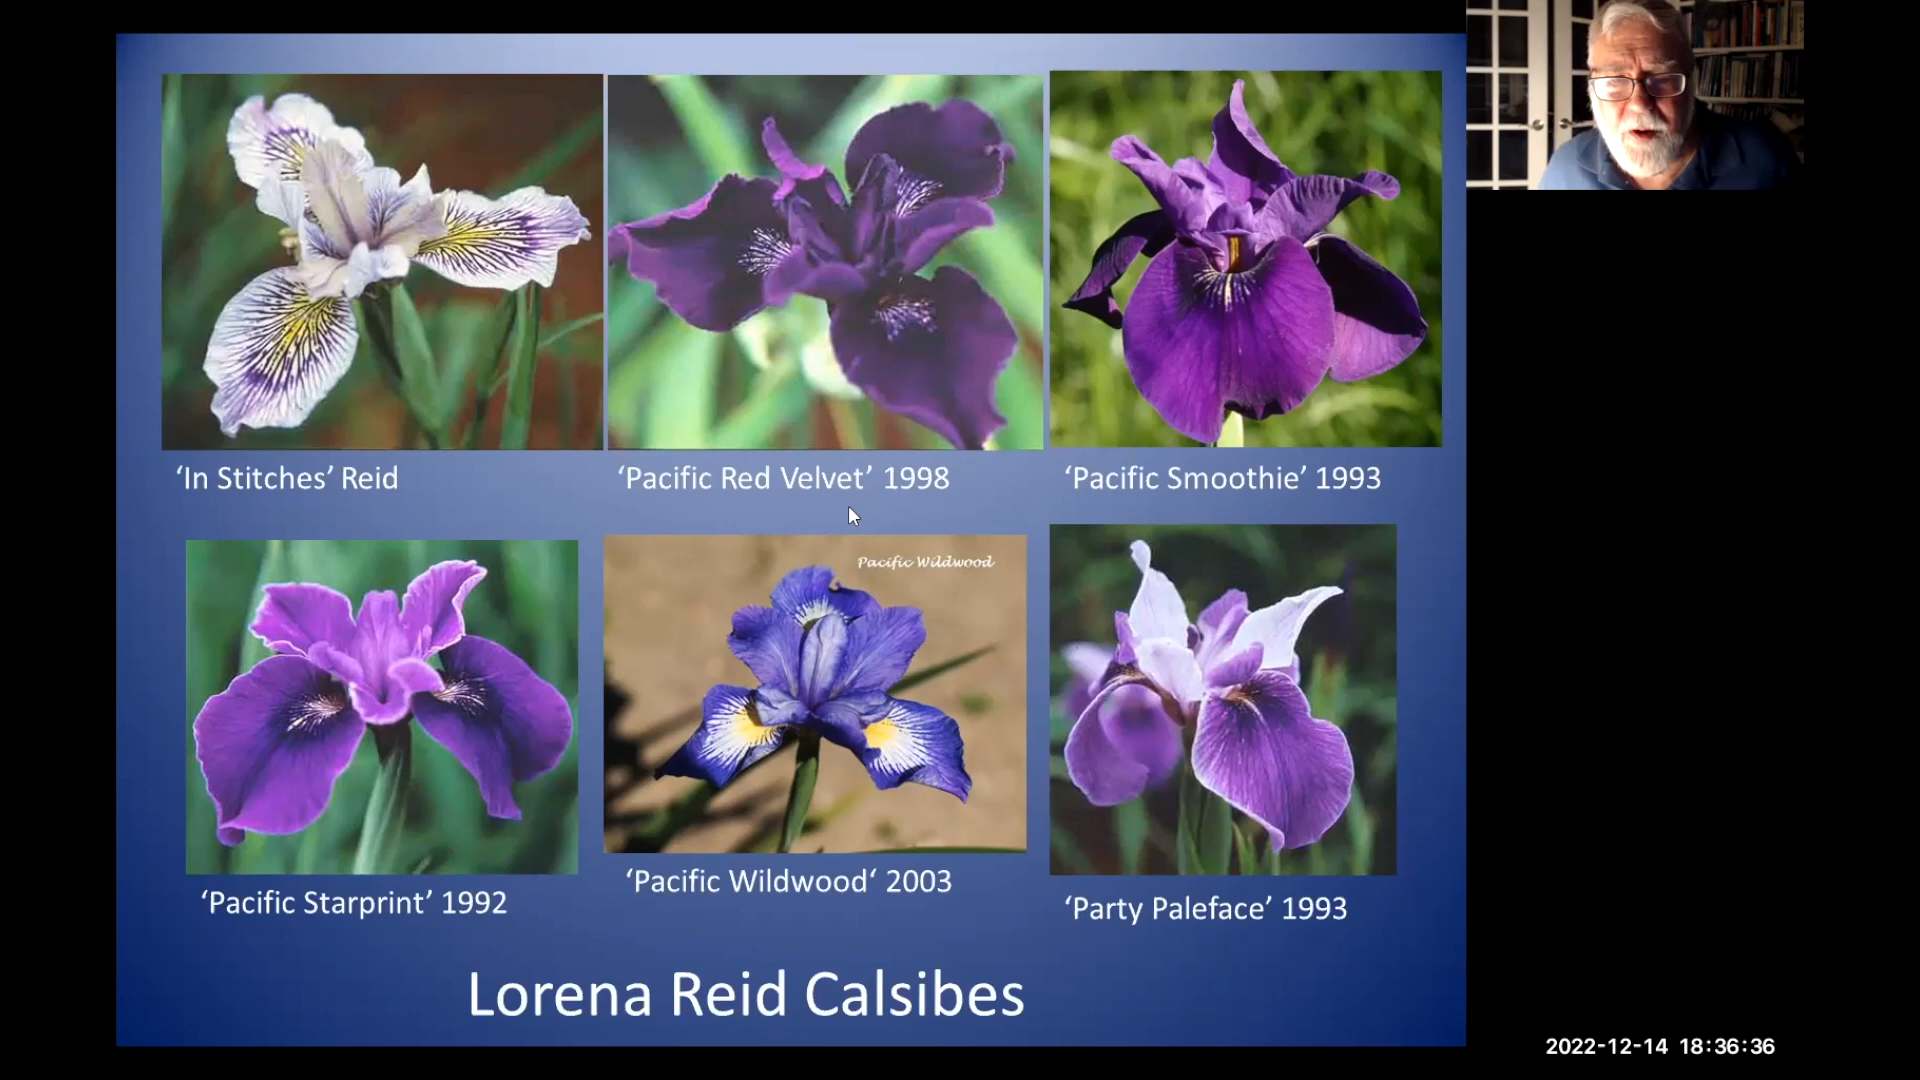 ‘In Stitches’ Reid
‘Pacific Red Velvet’ 1998
‘Pacific Smoothie’ 1993
Pacific Wildwood
‘Pacific Starprint’ 1992
‘Pacific Wildwood‘ 2003
‘Party Paleface’ 1993
Lorena Reid Calsibes
2022-12-14 18:36:36